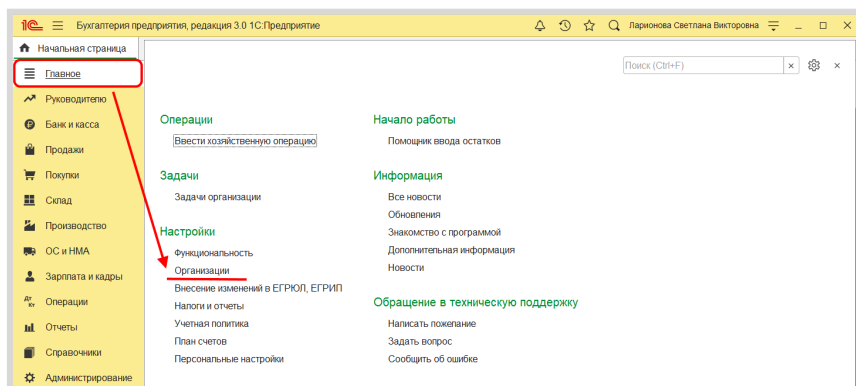 1С Бухгалтерия предприятия, редакция 3.0 1С:Предприятие Ларионова Светлана Викторовна
Начальная страница
Главное
Руководителю
Банк и касса
Продажи
Покупки
Склад
Производство
ОС и НМА
Зарплата и кадры
Операции
Отчеты
Справочники
Администрирование
Поиск (Ctrl+F)
Операции
Ввести хозяйственную операцию
Задачи
Задачи организации
Настройки
Функциональность
Организации
Внесение изменений в ЕГРЮЛ, ЕГРИП
Налоги и отчеты
Учетная политика
План счетов
Персональные настройки
Начало работы
Помощник ввода остатков
Информация
Все новости
Обновления
Знакомство с программой
Дополнительная информация
Новости
Обращение в техническую поддержку
Написать пожелание
Задать вопрос
Сообщить об ошибке